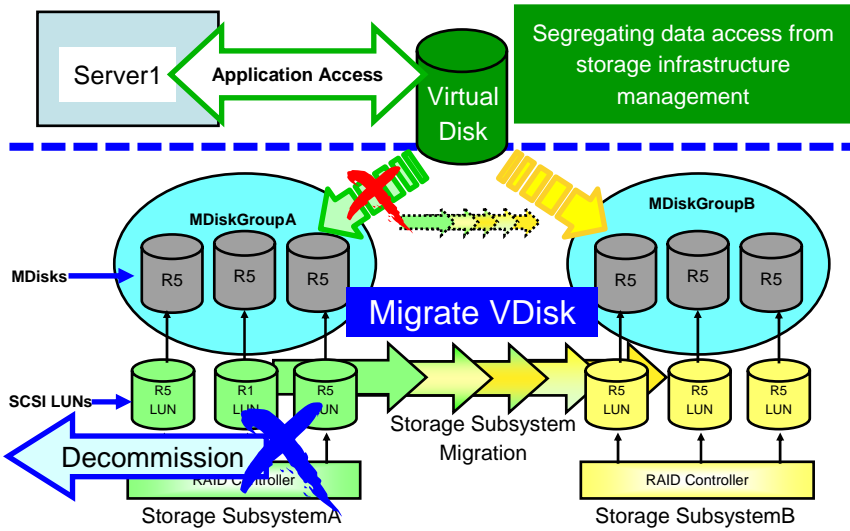 Server1
Application Access
Virtual
Disk
Segregating data access from
storage infrastructure
management
MDiskGroupA
MDiskGroupB
MDisks
R5
R5
R5
R5
R5
R5
Migrate VDisk
SCSI LUNs
R5
LUN
R1
LUN
R5
LUN
R5
LUN
R5
LUN
R5
LUN
Storage Subsystem
Migration
Decommission
RAID Controller
RAID Controller
Storage SubsystemA
Storage SubsystemB